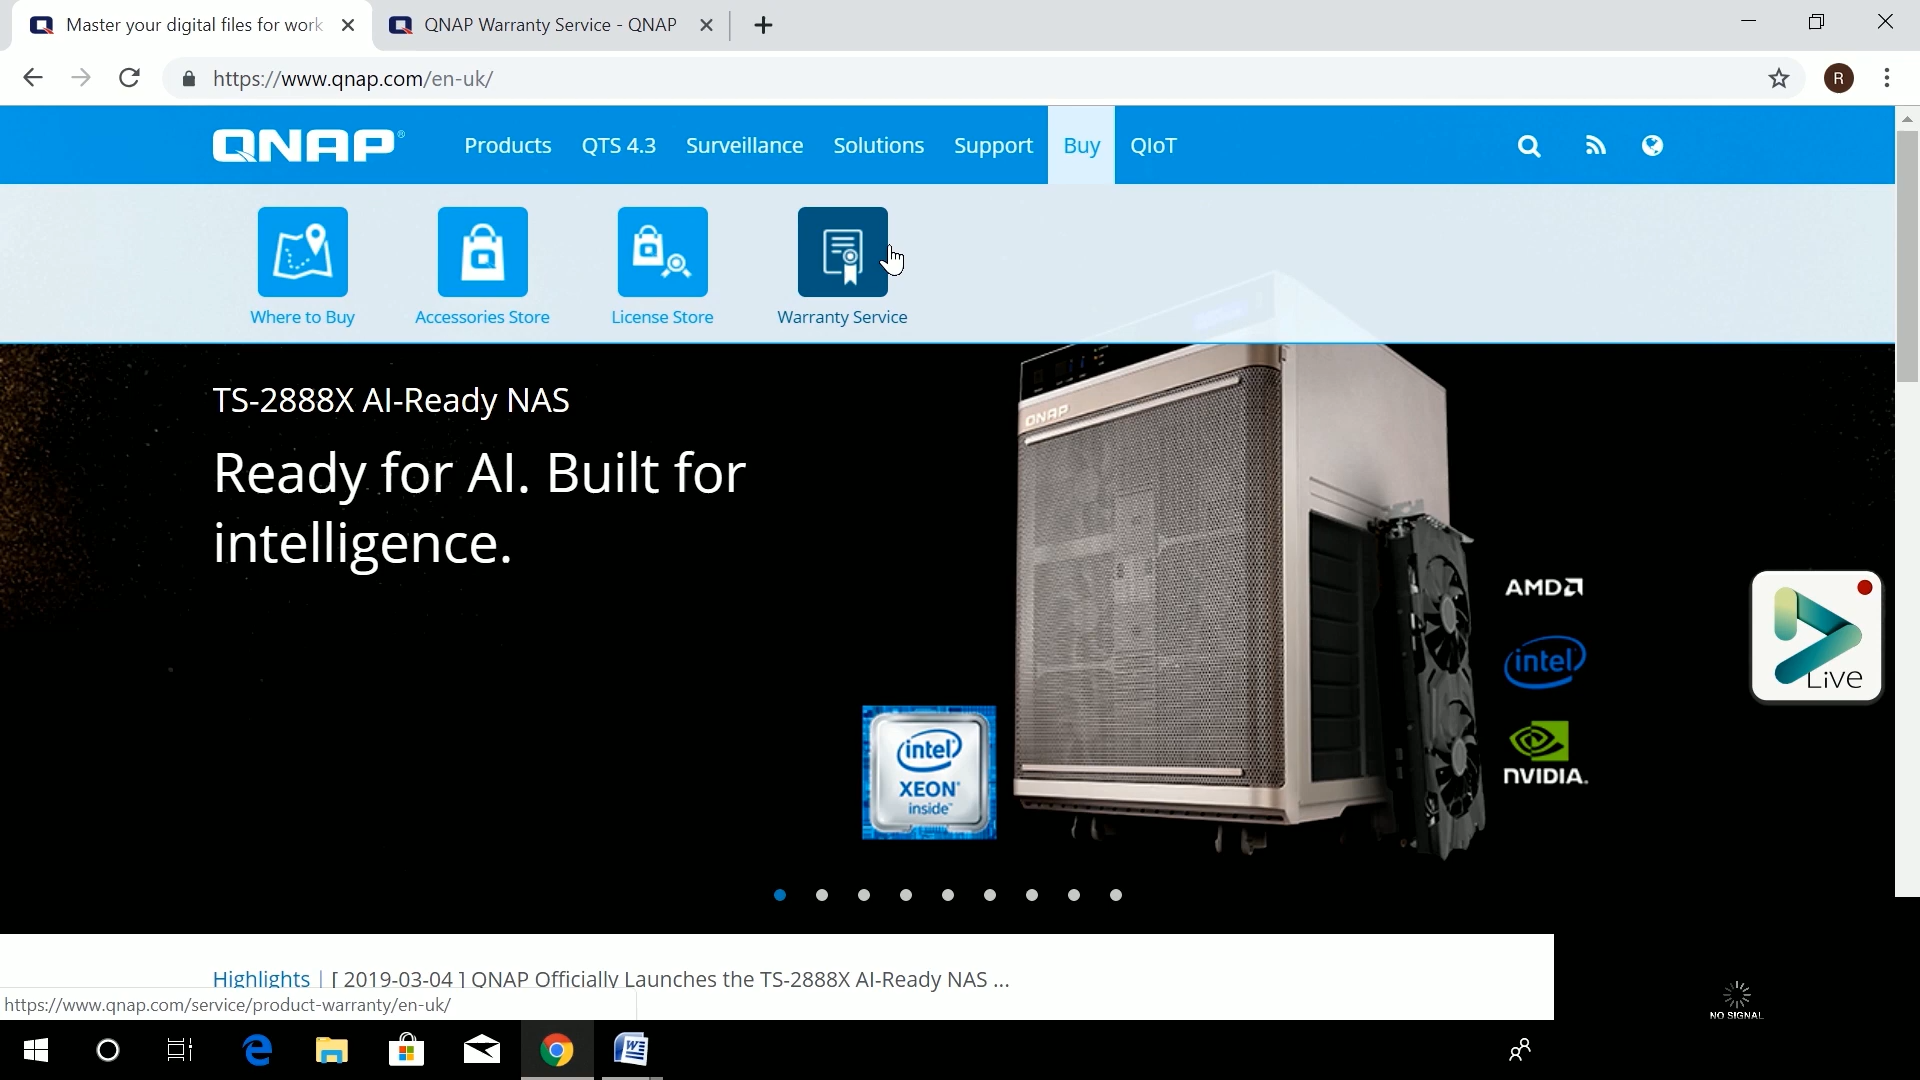 Master your digital files for work
QNAP Warranty Service - QNAP
https://www.qnap.com/en-uk/
R
QNAP®
Products QTS 4.3 Surveillance Solutions Support Buy QIoT
Where to Buy Accessories Store License Store Warranty Service
TS-2888X AI-Ready NAS
Ready for AI. Built for
intelligence.
QNAP
AMD
intel
NVIDIA.
intel®
XEON®
inside™
Live
Highlights | [ 2019-03-04 ] QNAP Officially Launches the TS-2888X AI-Ready NAS ...
https://www.qnap.com/service/product-warranty/en-uk/
NO SIGNAL